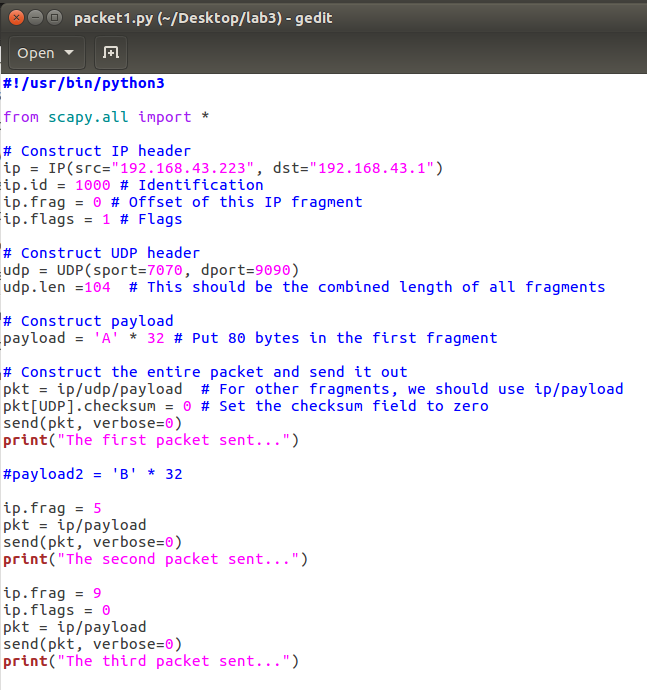 packet1.py (~/Desktop/lab3) - gedit
Open
#!/usr/bin/python3
from scapy.all import *
# Construct IP header
ip = IP(src="192.168.43.223", dst="192.168.43.1")
ip.id = 1000 # Identification
ip.frag = 0 # Offset of this IP fragment
ip.flags = 1 # Flags
# Construct UDP header
udp = UDP(sport=7070, dport=9090)
udp.len =104  # This should be the combined length of all fragments
# Construct payload
payload = 'A' * 32 # Put 80 bytes in the first fragment
# Construct the entire packet and send it out
pkt = ip/udp/payload  # For other fragments, we should use ip/payload
pkt[UDP].checksum = 0 # Set the checksum field to zero
send(pkt, verbose=0)
print("The first packet sent...")
#payload2 = 'B' * 32
ip.frag = 5
pkt = ip/payload
send(pkt, verbose=0)
print("The second packet sent...")
ip.frag = 9
ip.flags = 0
pkt = ip/payload
send(pkt, verbose=0)
print("The third packet sent...")